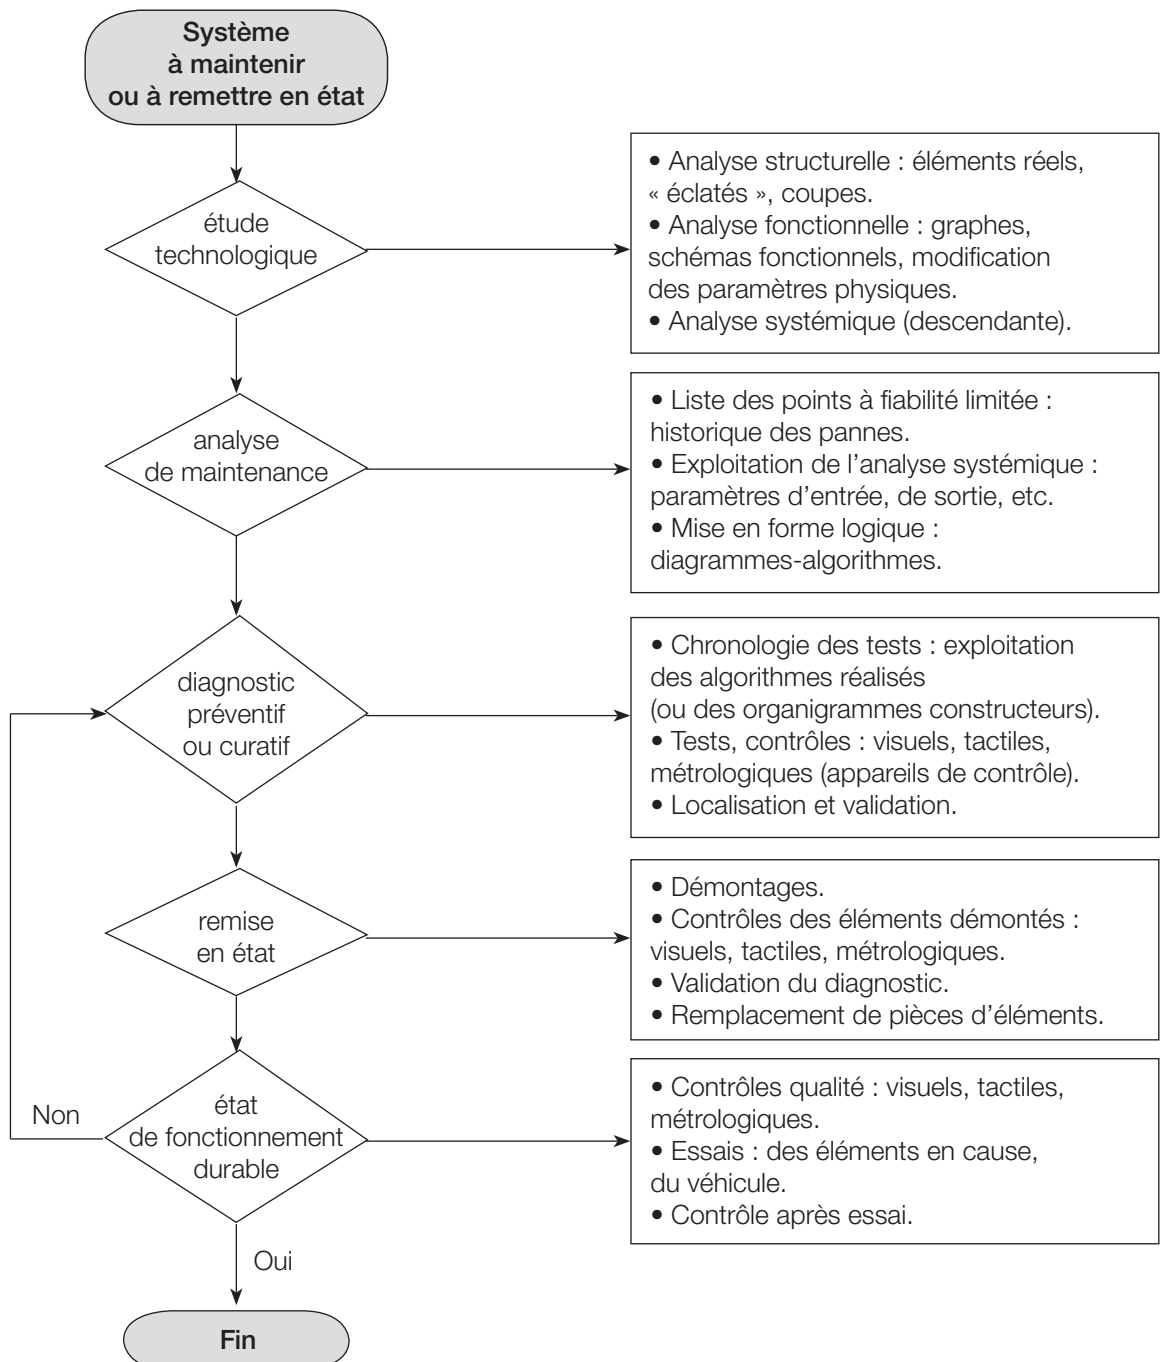 Système
à maintenir
ou à remettre en état
étude
technologique
• Analyse structurelle : éléments réels,
« éclatés », coupes.
• Analyse fonctionnelle : graphes,
schémas fonctionnels, modification
des paramètres physiques.
• Analyse systémique (descendante).
analyse
de maintenance
• Liste des points à fiabilité limitée :
historique des pannes.
• Exploitation de l’analyse systémique :
paramètres d’entrée, de sortie, etc.
• Mise en forme logique :
diagrammes-algorithmes.
diagnostic
préventif
ou curatif
• Chronologie des tests : exploitation
des algorithmes réalisés
(ou des organigrammes constructeurs).
• Tests, contrôles : visuels, tactiles,
métrologiques (appareils de contrôle).
• Localisation et validation.
remise
en état
• Démontages.
• Contrôles des éléments démontés :
visuels, tactiles, métrologiques.
• Validation du diagnostic.
• Remplacement de pièces d’éléments.
Non
état
de fonctionnement
durable
• Contrôles qualité : visuels, tactiles,
métrologiques.
• Essais : des éléments en cause,
du véhicule.
• Contrôle après essai.
Oui
Fin